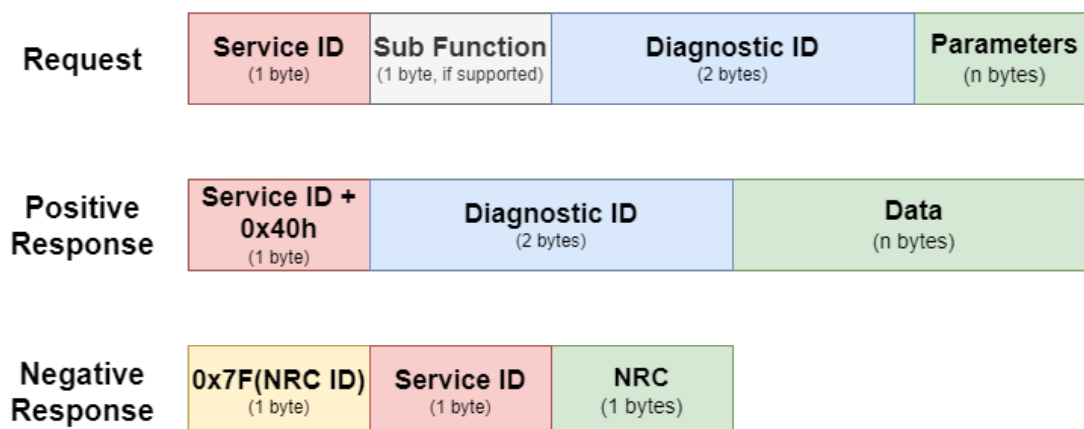 Request
Service ID
(1 byte)
Sub Function
(1 byte, if supported)
Diagnostic ID
(2 bytes)
Parameters
(n bytes)
Positive
Response
Service ID +
0x40h
(1 byte)
Diagnostic ID
(2 bytes)
Data
(n bytes)
Negative
Response
0x7F(NRC ID)
(1 byte)
Service ID
(1 byte)
NRC
(1 bytes)